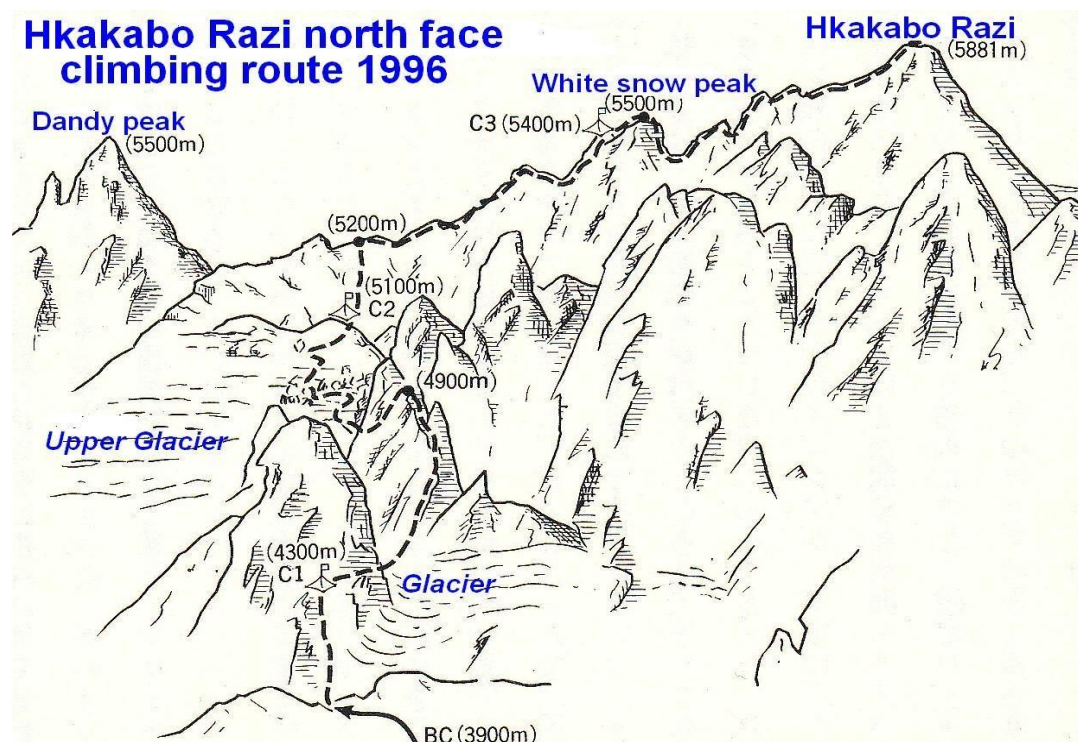 Hkakabo Razi north face
climbing route 1996
Hkakabo Razi
(5881m)
White snow peak
(5500m)
C3 (5400m)
Dandy peak
(5500m)
(5200m)
(5100m)
C2
(4900m)
Upper Glacier
(4300m)
C1
Glacier
BC (3900m)